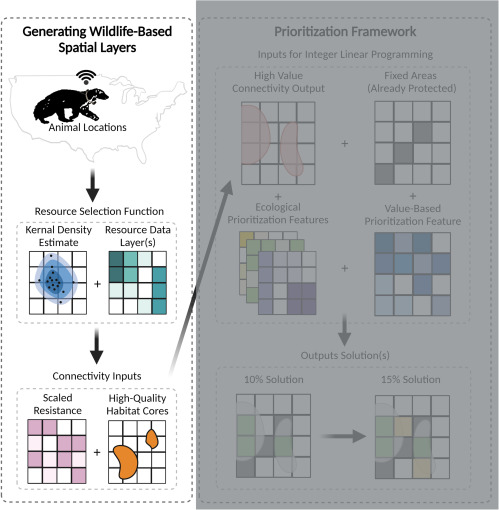 Generating Wildlife-Based
Spatial Layers
Animal Locations
Resource Selection Function
Kernal Density
Estimate
+
Resource Data
Layer(s)
Connectivity Inputs
Scaled
Resistance
+
High-Quality
Habitat Cores
Prioritization Framework
Inputs for Integer Linear Programming
High Value
Connectivity Output
+
Fixed Areas
(Already Protected)
+
+
Ecological
Prioritization Features
+
Value-Based
Prioritization Feature
Outputs Solution(s)
10% Solution
15% Solution